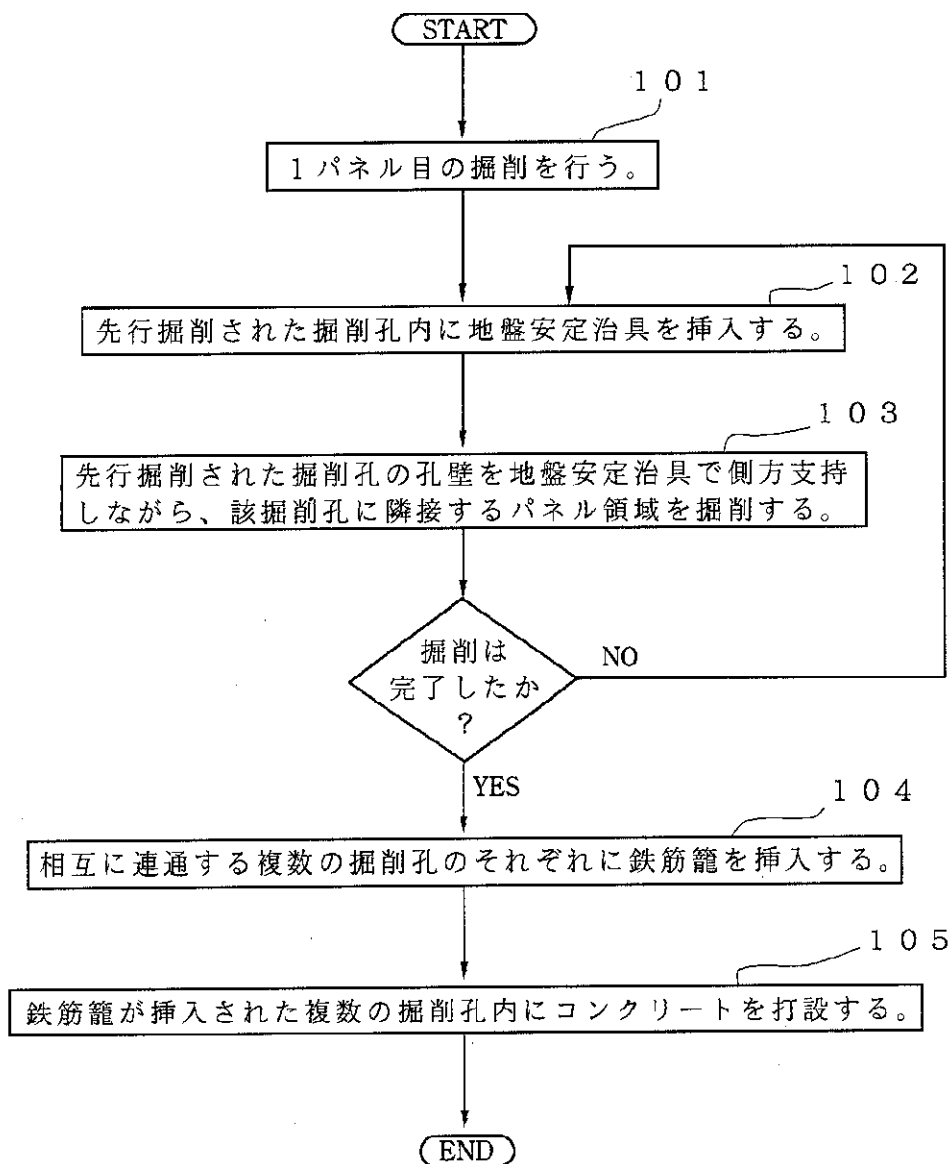 START
１０１
1パネル目の掘削を行う。
１０２
先行掘削された掘削孔内に地盤安定治具を挿入する。
１０３
先行掘削された掘削孔の孔壁を地盤安定治具で側方支持
しながら、該掘削孔に隣接するパネル領域を掘削する。
掘削は
完了したか
？
NO
YES
１０４
相互に連通する複数の掘削孔のそれぞれに鉄筋籠を挿入する。
１０５
鉄筋籠が挿入された複数の掘削孔内にコンクリートを打設する。
END